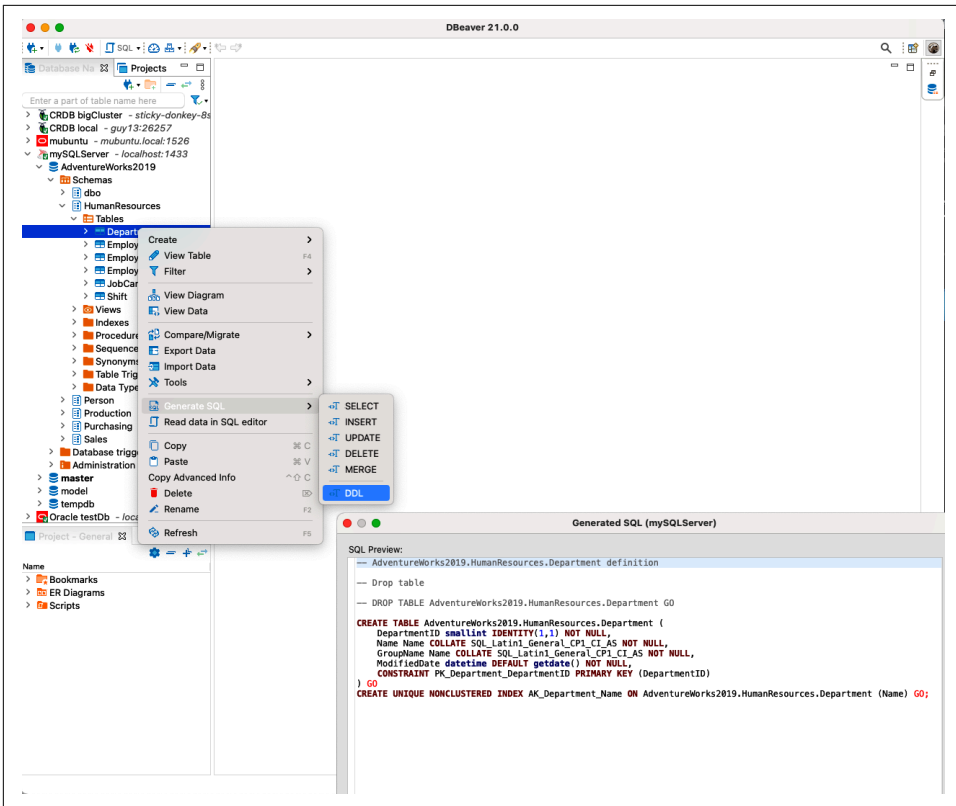 DBeaver 21.0.0
SQL
Database Na
Projects
Enter a part of table name here
CRDB bigCluster - sticky-donkey-8s
CRDB local - guy13:26257
mubuntu - mubuntu.local:1526
mySQLServer - localhost:1433
AdventureWorks2019
Schemas
dbo
HumanResources
Tables
Depart
Employ
Employ
Employ
JobCar
Shift
Views
Indexes
Procedure
Sequence
Synonyms
Table Trig
Data Type
Person
Production
Purchasing
Sales
Database trigg
Administration
master
model
tempdb
Oracle testDb - loca
Create
View Table F4
Filter
View Diagram
View Data
Compare/Migrate
Export Data
Import Data
Tools
Generate SQL
Read data in SQL editor
Copy ⌘ C
Paste ⌘ V
Copy Advanced Info ^⇧ C
Delete ⌦
Rename F2
Refresh F5
SELECT
INSERT
UPDATE
DELETE
MERGE
DDL
Project - General
Name
Bookmarks
ER Diagrams
Scripts
Generated SQL (mySQLServer)
SQL Preview:
-- AdventureWorks2019.HumanResources.Department definition
-- Drop table
-- DROP TABLE AdventureWorks2019.HumanResources.Department GO
CREATE TABLE AdventureWorks2019.HumanResources.Department (
DepartmentID smallint IDENTITY(1,1) NOT NULL,
Name Name COLLATE SQL_Latin1_General_CP1_CI_AS NOT NULL,
GroupName Name COLLATE SQL_Latin1_General_CP1_CI_AS NOT NULL,
ModifiedDate datetime DEFAULT getdate() NOT NULL,
CONSTRAINT PK_Department_DepartmentID PRIMARY KEY (DepartmentID)
) GO
CREATE UNIQUE NONCLUSTERED INDEX AK_Department_Name ON AdventureWorks2019.HumanResources.Department (Name) GO;